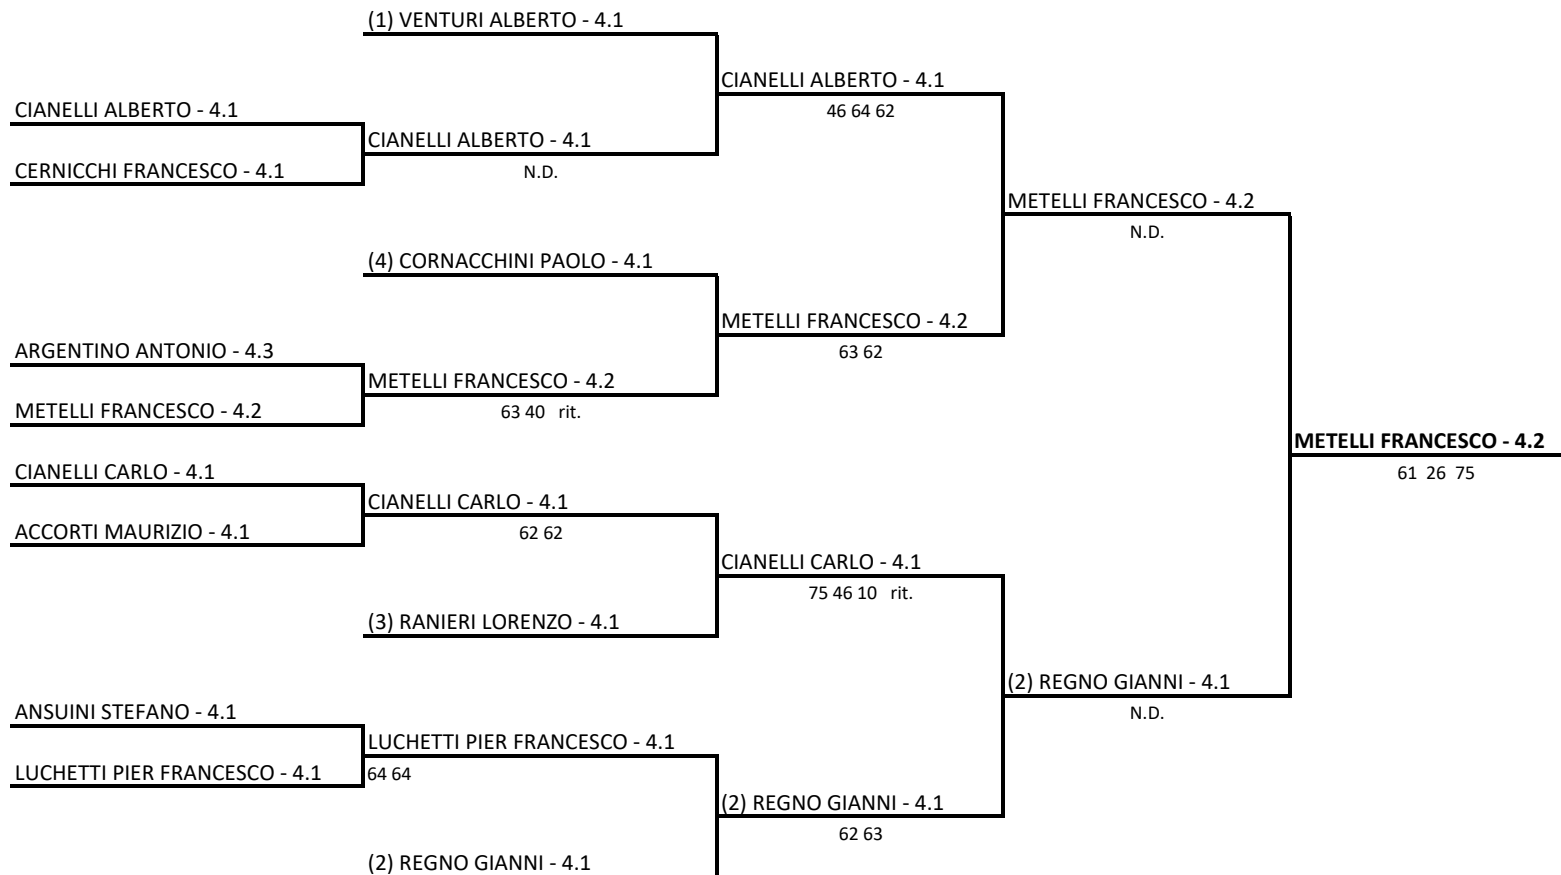 (1) VENTURI ALBERTO - 4.1
CIANELLI ALBERTO - 4.1
CIANELLI ALBERTO - 4.1
46 64 62
CIANELLI ALBERTO - 4.1
CERNICCHI FRANCESCO - 4.1
N.D.
METELLI FRANCESCO - 4.2
N.D.
(4) CORNACCHINI PAOLO - 4.1
METELLI FRANCESCO - 4.2
ARGENTINO ANTONIO - 4.3
63 62
METELLI FRANCESCO - 4.2
METELLI FRANCESCO - 4.2
63 40 rit.
METELLI FRANCESCO - 4.2
CIANELLI CARLO - 4.1
61 26 75
CIANELLI CARLO - 4.1
ACCORTI MAURIZIO - 4.1
62 62
CIANELLI CARLO - 4.1
75 46 10 rit.
(3) RANIERI LORENZO - 4.1
(2) REGNO GIANNI - 4.1
ANSUINI STEFANO - 4.1
N.D.
LUCHETTI PIER FRANCESCO - 4.1
LUCHETTI PIER FRANCESCO - 4.1
64 64
(2) REGNO GIANNI - 4.1
62 63
(2) REGNO GIANNI - 4.1